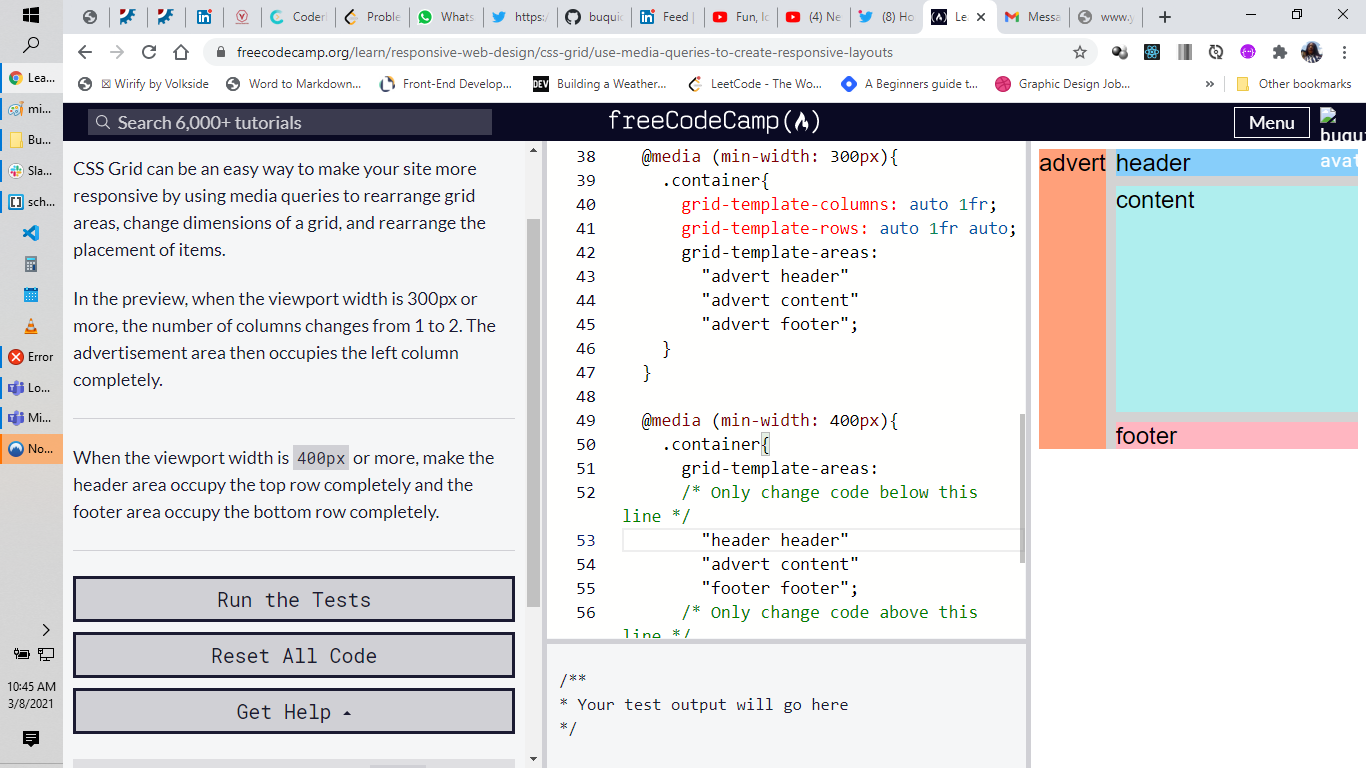 Coderl
Proble
Whats
https:/
buquic
Feed |
Fun, Ic
(4) Ne
(8) Ho
Le
Messa
www.y
freecodecamp.org/learn/responsive-web-design/css-grid/use-media-queries-to-create-responsive-layouts
Wirify by Volkside
Word to Markdown...
Front-End Develop...
DEV Building a Weather...
LeetCode - The Wo...
A Beginners guide t...
Graphic Design Job...
»
Other bookmarks
Lea...
mi...
Bu...
Sla...
sch...
Error
Lo...
Mi...
No...
10:45 AM
3/8/2021
Search 6,000+ tutorials
freeCodeCamp
Menu
CSS Grid can be an easy way to make your site more
responsive by using media queries to rearrange grid
areas, change dimensions of a grid, and rearrange the
placement of items.
In the preview, when the viewport width is 300px or
more, the number of columns changes from 1 to 2. The
advertisement area then occupies the left column
completely.
When the viewport width is 400px or more, make the
header area occupy the top row completely and the
footer area occupy the bottom row completely.
Run the Tests
Reset All Code
Get Help
38 @media (min-width: 300px){
39 .container{
40 grid-template-columns: auto 1fr;
41 grid-template-rows: auto 1fr auto;
42 grid-template-areas:
43 "advert header"
44 "advert content"
45 "advert footer";
46 }
47 }
48
49 @media (min-width: 400px){
50 .container{
51 grid-template-areas:
52 /* Only change code below this
line */
53 "header header"
54 "advert content"
55 "footer footer";
56 /* Only change code above this
line */
/**
* Your test output will go here
*/
advert
header
avat
content
footer